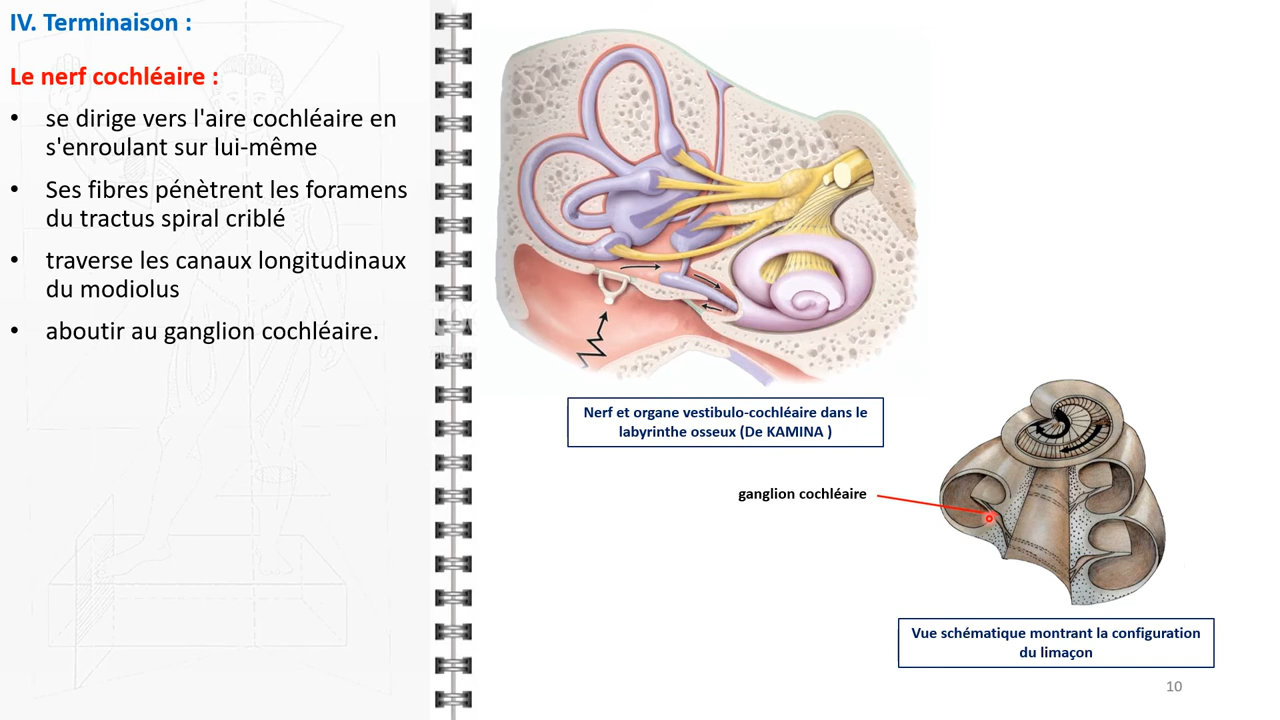 IV. Terminaison :
Le nerf cochléaire :
• se dirige vers l'aire cochléaire en
s'enroulant sur lui-même
• Ses fibres pénètrent les foramens
du tractus spiral criblé
• traverse les canaux longitudinaux
du modiolus
• aboutir au ganglion cochléaire.
Nerf et organe vestibulo-cochléaire dans le
labyrinthe osseux (De KAMINA )
ganglion cochléaire
Vue schématique montrant la configuration
du limaçon
10